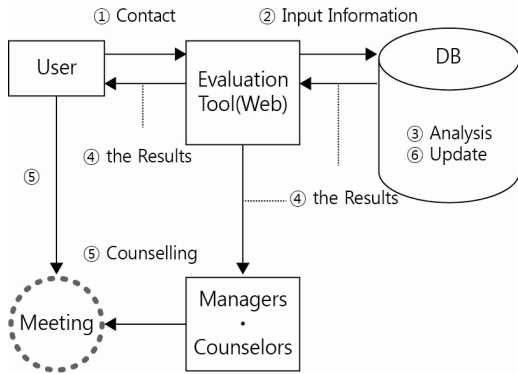 ① Contact
② Input Information
User
Evaluation
Tool(Web)
DB
③ Analysis
⑥ Update
④ the Results
⑤
④ the Results
⑤ Counselling
Meeting
Managers
·
Counselors